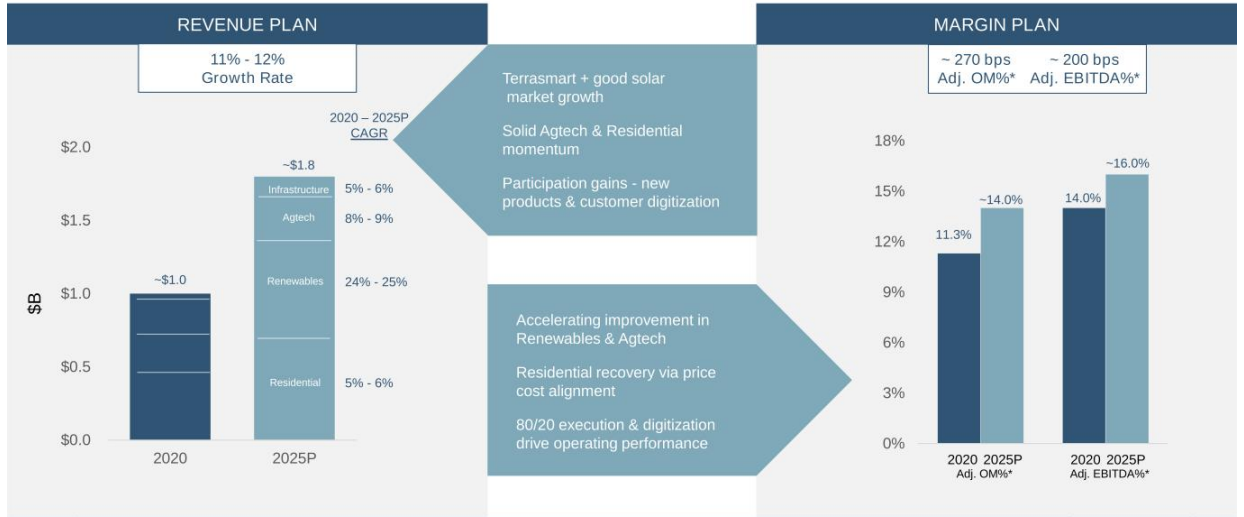 REVENUE PLAN
11% - 12%
Growth Rate
2020 – 2025P
CAGR
$2.0
$1.5
$1.0
$0.5
$0.0
$B
~$1.0
~$1.8
Infrastructure
5% - 6%
Agtech
8% - 9%
Renewables
24% - 25%
Residential
5% - 6%
2020
2025P
Terrasmart + good solar
market growth
Solid Agtech & Residential
momentum
Participation gains - new
products & customer digitization
Accelerating improvement in
Renewables & Agtech
Residential recovery via price
cost alignment
80/20 execution & digitization
drive operating performance
MARGIN PLAN
~ 270 bps
Adj. OM%*
~ 200 bps
Adj. EBITDA%*
18%
15%
12%
9%
6%
3%
0%
11.3%
~14.0%
14.0%
~16.0%
2020 2025P
Adj. OM%*
2020 2025P
Adj. EBITDA%*